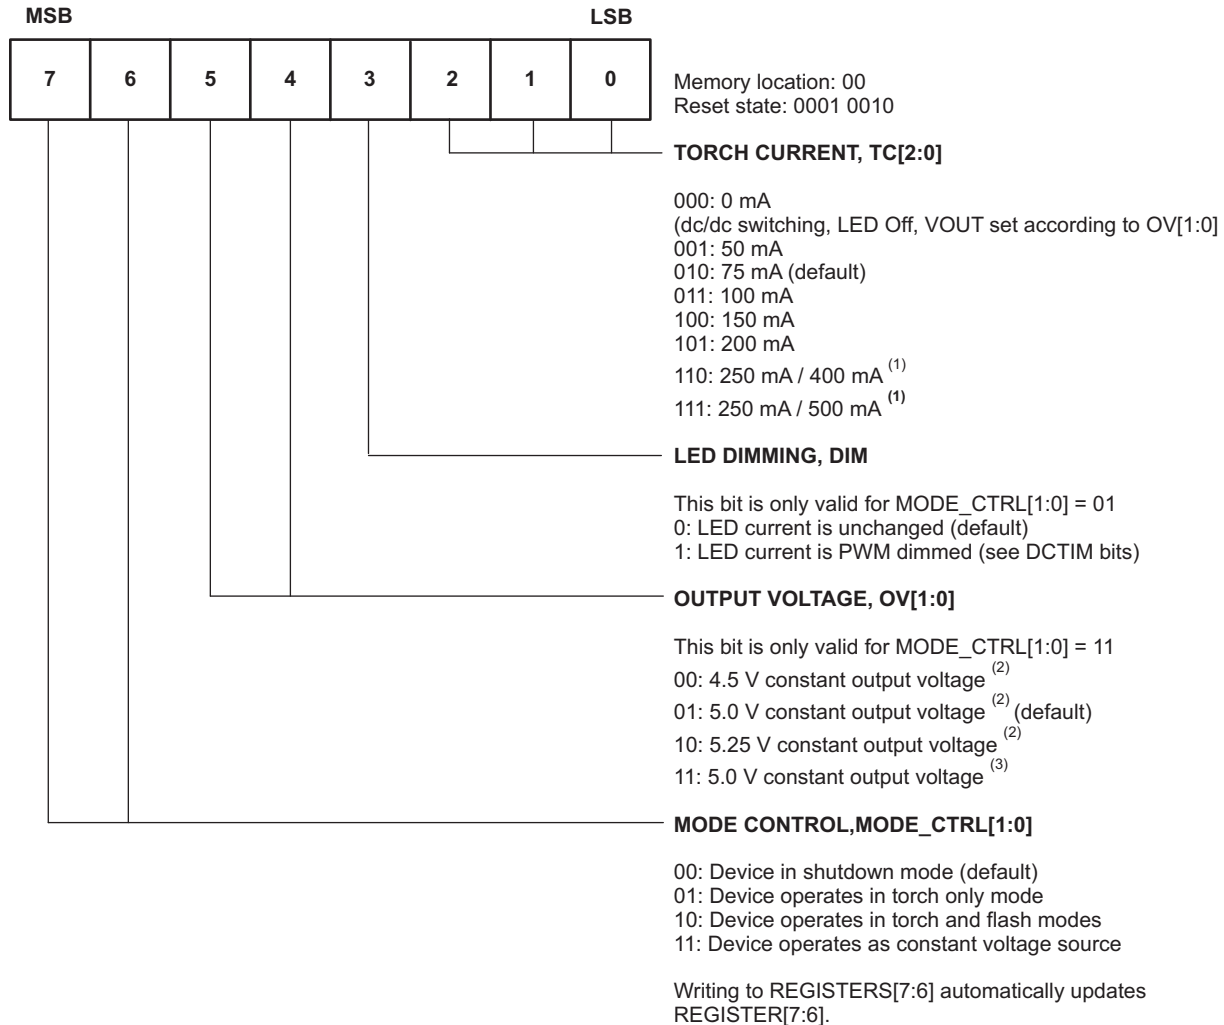 MSB LSB
7 6 5 4 3 2 1 0
Memory location: 00
Reset state: 0001 0010
TORCH CURRENT, TC[2:0]
000: 0 mA
(dc/dc switching, LED Off, VOUT set according to OV[1:0]
001: 50 mA
010: 75 mA (default)
011: 100 mA
100: 150 mA
101: 200 mA
110: 250 mA / 400 mA (1)
111: 250 mA / 500 mA (1)
LED DIMMING, DIM
This bit is only valid for MODE_CTRL[1:0] = 01
0: LED current is unchanged (default)
1: LED current is PWM dimmed (see DCTIM bits)
OUTPUT VOLTAGE, OV[1:0]
This bit is only valid for MODE_CTRL[1:0] = 11
00: 4.5 V constant output voltage (2)
01: 5.0 V constant output voltage (2) (default)
10: 5.25 V constant output voltage (2)
11: 5.0 V constant output voltage (3)
MODE CONTROL,MODE_CTRL[1:0]
00: Device in shutdown mode (default)
01: Device operates in torch only mode
10: Device operates in torch and flash modes
11: Device operates as constant voltage source
Writing to REGISTERS[7:6] automatically updates
REGISTER[7:6].